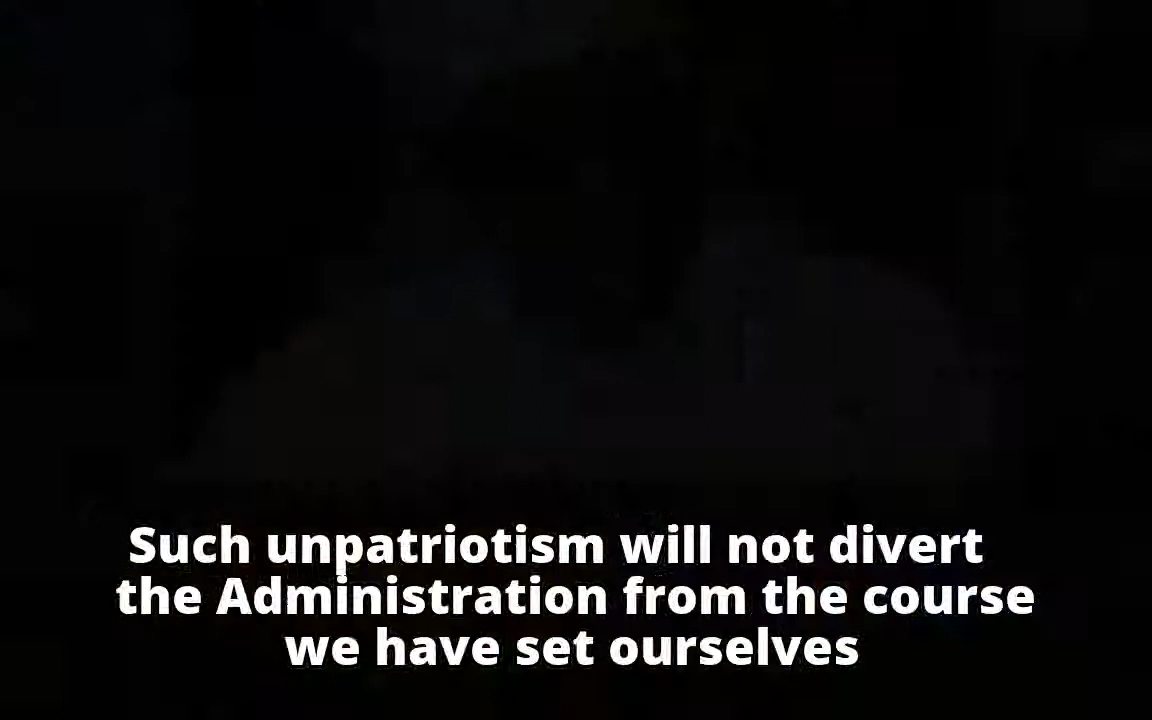 Such unpatriotism will not divert
the Administration from the course
we have set ourselves